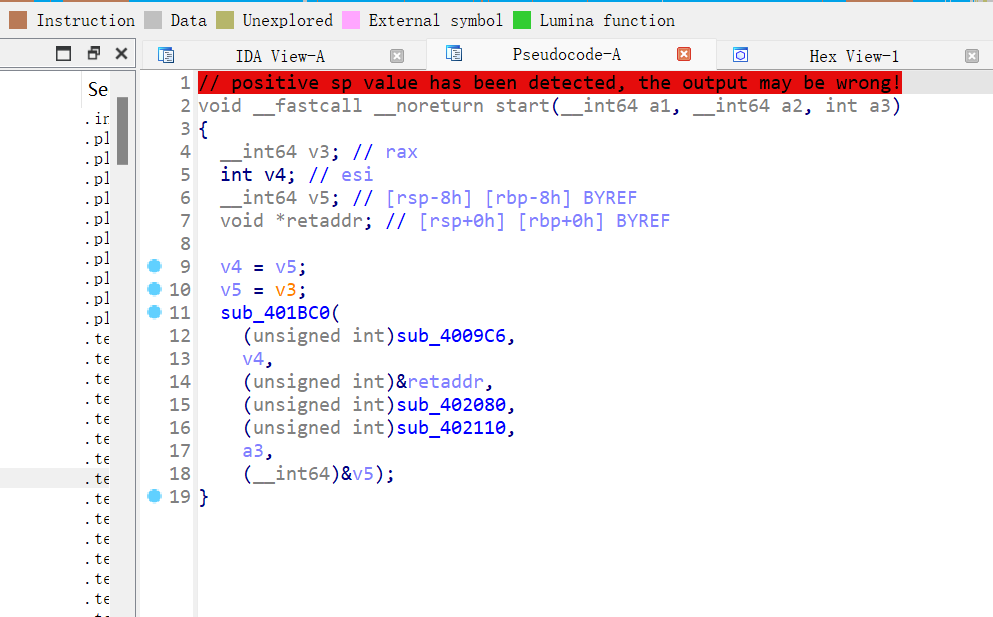 Instruction Data Unexplored External symbol Lumina function
IDA View-A Pseudocode-A Hex View-1
Se
.in
.pl
.pl
.pl
.pl
.pl
.pl
.pl
.pl
.pl
.pl
.te
.te
.te
.te
.te
.te
.te
.te
.te
.te
.te
.te
.te
.te
1 // positive sp value has been detected, the output may be wrong!
2 void __fastcall __noreturn start(__int64 a1, __int64 a2, int a3)
3 {
4 __int64 v3; // rax
5 int v4; // esi
6 __int64 v5; // [rsp-8h] [rbp-8h] BYREF
7 void *retaddr; // [rsp+0h] [rbp+0h] BYREF
8
9 v4 = v5;
10 v5 = v3;
11 sub_401BC0(
12 (unsigned int)sub_4009C6,
13 v4,
14 (unsigned int)&retaddr,
15 (unsigned int)sub_402080,
16 (unsigned int)sub_402110,
17 a3,
18 (__int64)&v5);
19 }